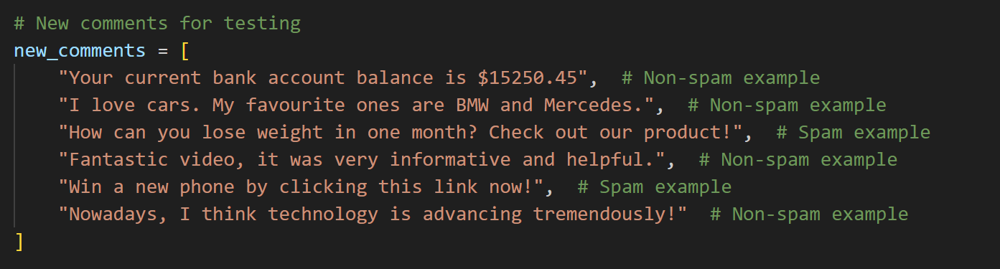 # New comments for testing
new_comments = [
    "Your current bank account balance is $15250.45",  # Non-spam example
    "I love cars. My favourite ones are BMW and Mercedes.",  # Non-spam example
    "How can you lose weight in one month? Check out our product!",  # Spam example
    "Fantastic video, it was very informative and helpful.",  # Non-spam example
    "Win a new phone by clicking this link now!",  # Spam example
    "Nowadays, I think technology is advancing tremendously!"  # Non-spam example
]